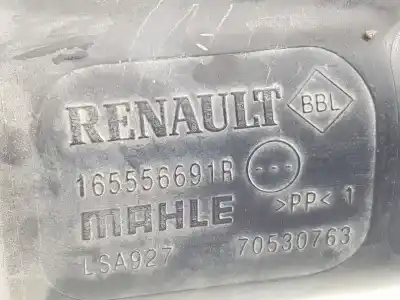 RENAULT BBL
165556691R ---
MAHLE >PP< 1
LSA927 70530763